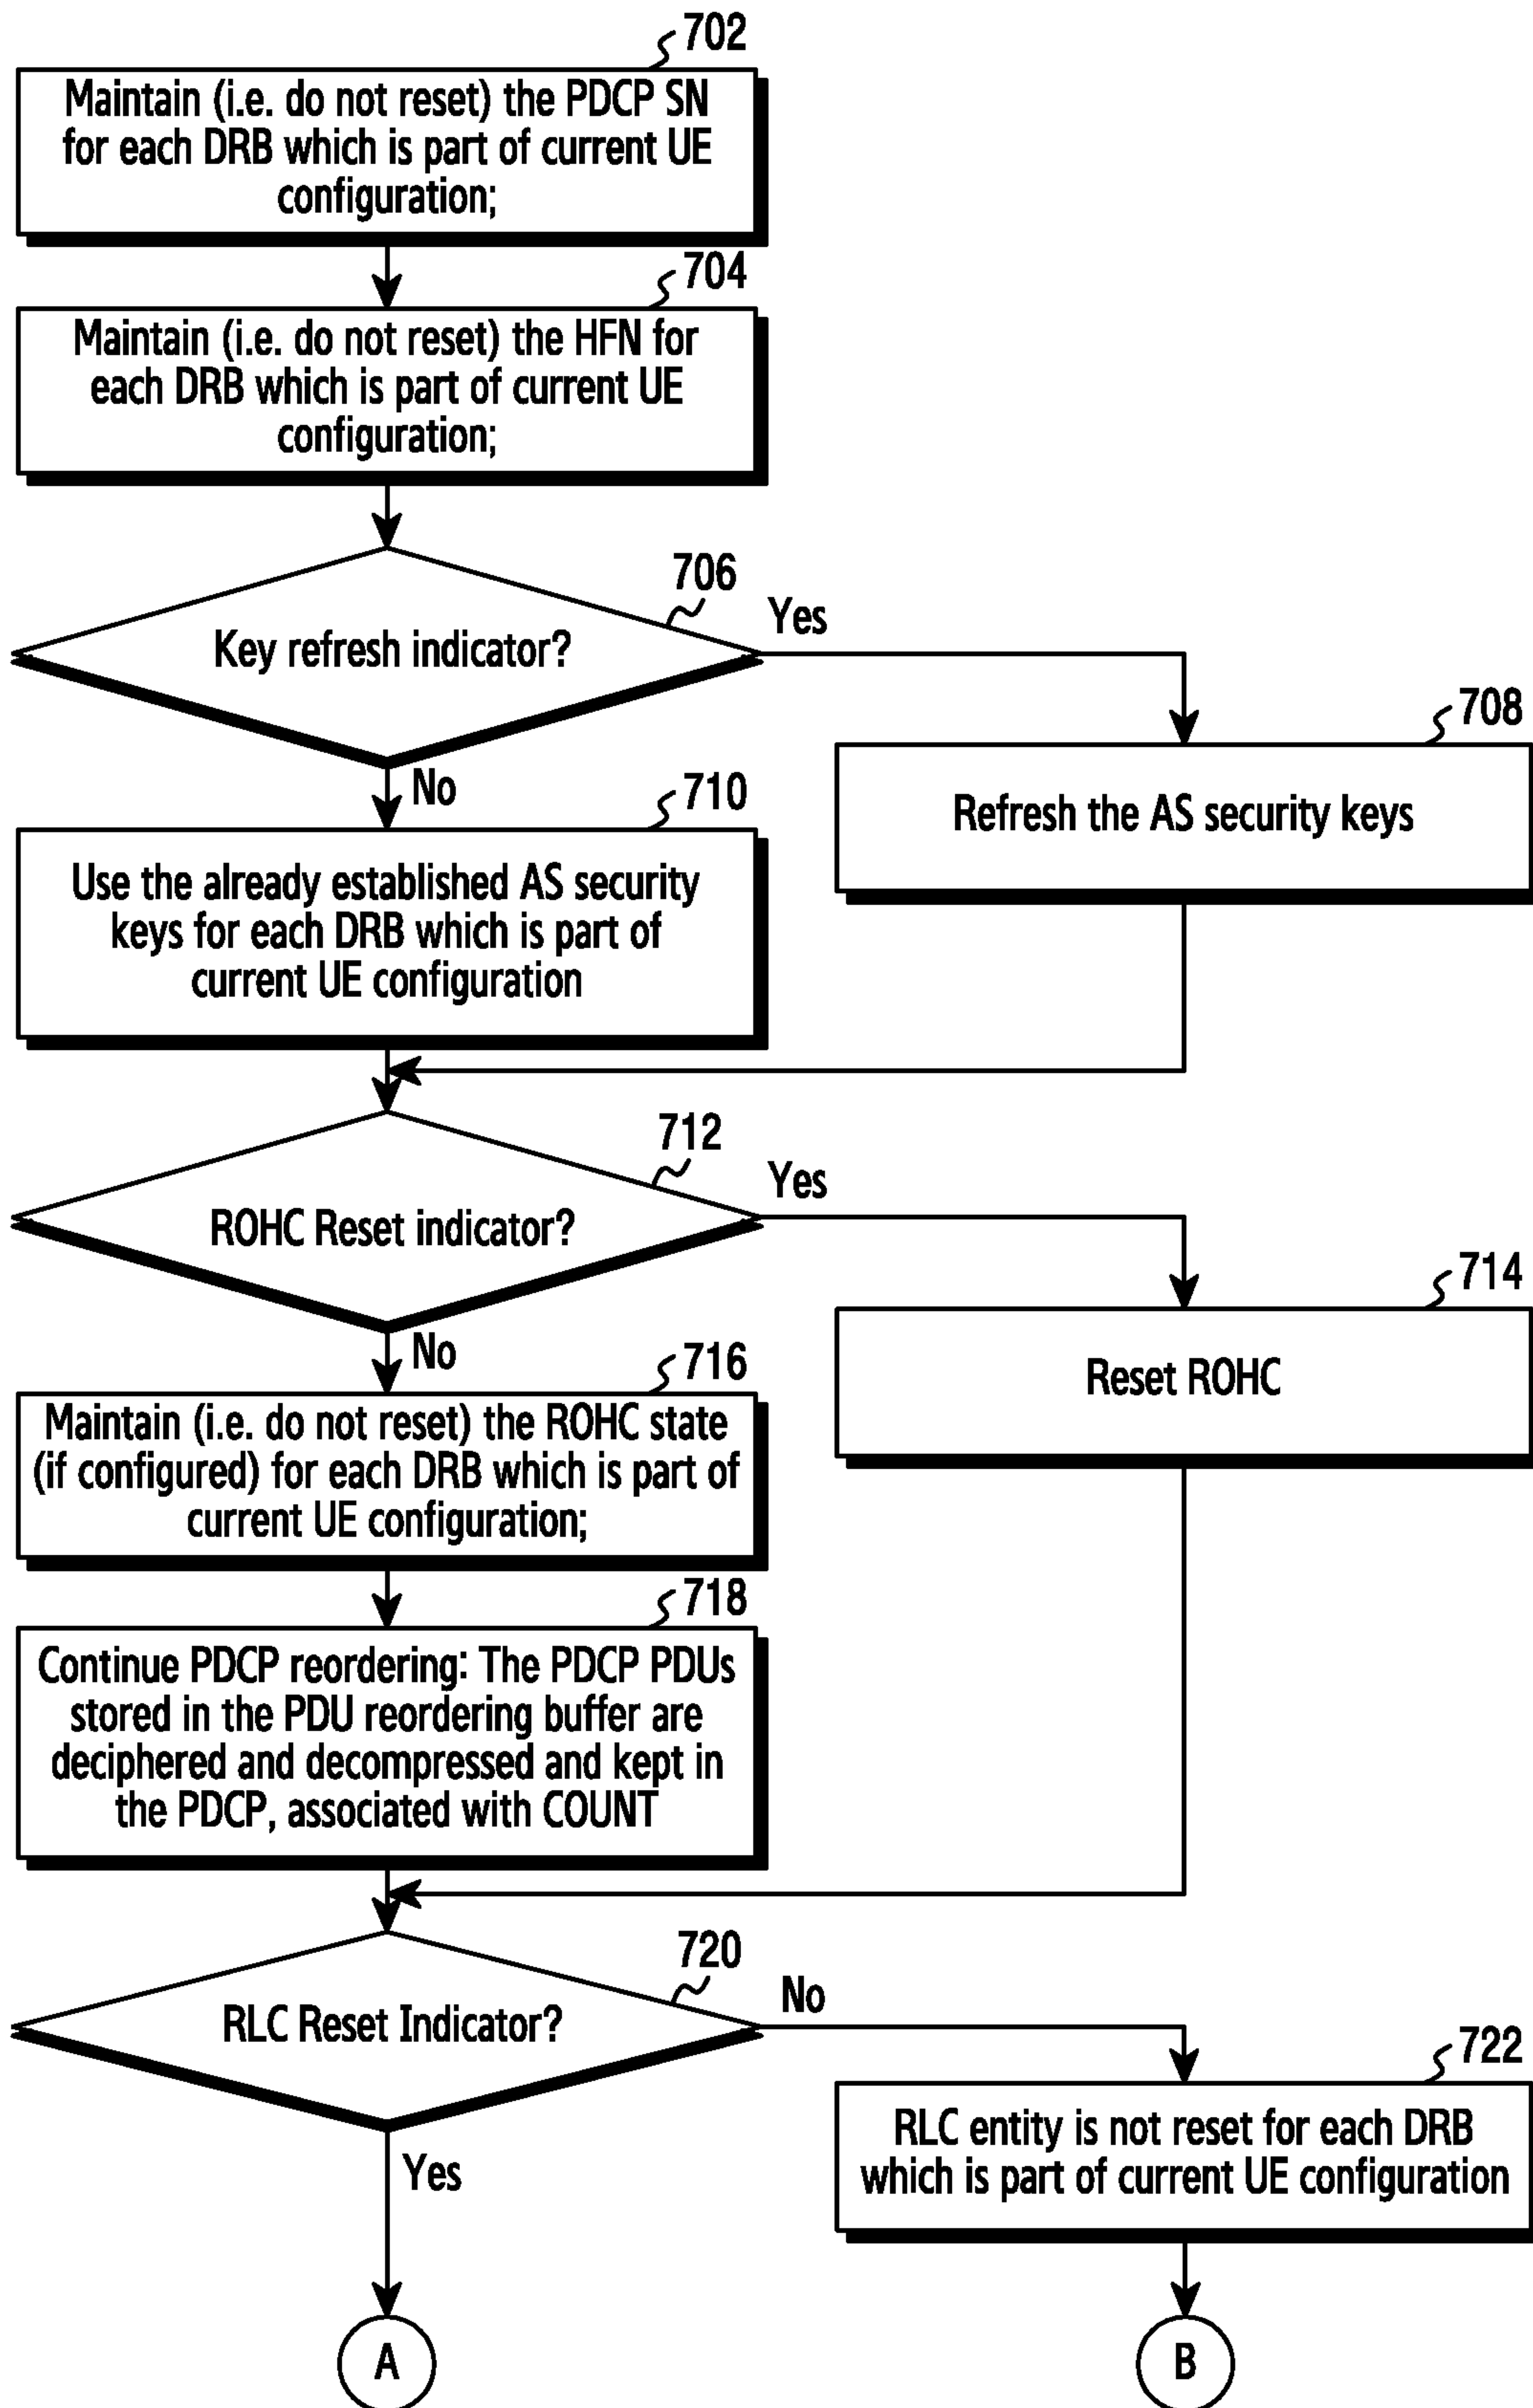 702
Maintain (i.e. do not reset) the PDCP SN
for each DRB which is part of current UE
configuration;
704
Maintain (i.e. do not reset) the HFN for
each DRB which is part of current UE
configuration;
706
Key refresh indicator?
Yes
708
Refresh the AS security keys
No
710
Use the already established AS security
keys for each DRB which is part of
current UE configuration
712
ROHC Reset indicator?
Yes
714
Reset ROHC
No
716
Maintain (i.e. do not reset) the ROHC state
(if configured) for each DRB which is part of
current UE configuration;
718
Continue PDCP reordering: The PDCP PDUs
stored in the PDU reordering buffer are
deciphered and decompressed and kept in
the PDCP, associated with COUNT
720
RLC Reset Indicator?
No
722
RLC entity is not reset for each DRB
which is part of current UE configuration
Yes
A
B